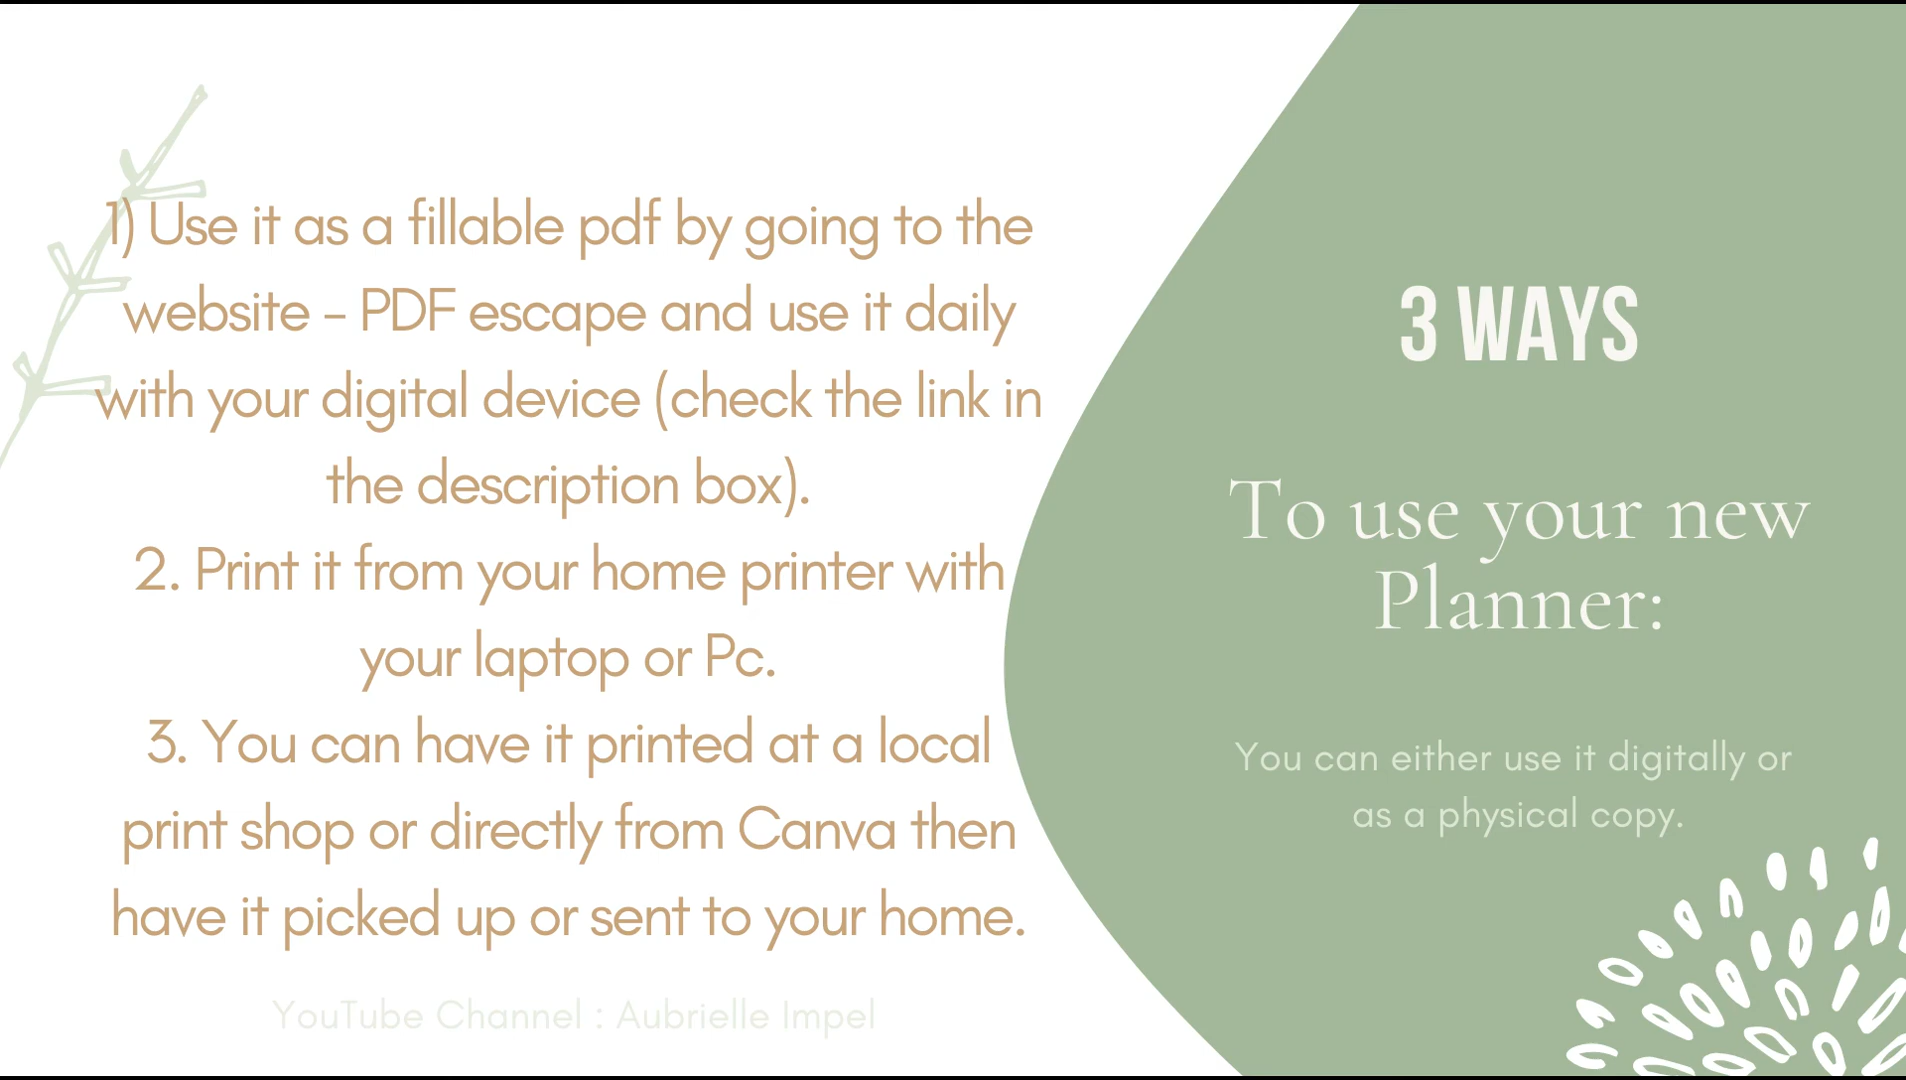 1) Use it as a fillable pdf by going to the
website - PDF escape and use it daily
with your digital device (check the link in
the description box).
2. Print it from your home printer with
your laptop or Pc.
3. You can have it printed at a local
print shop or directly from Canva then
have it picked up or sent to your home.
YouTube Channel : Aubrielle Impel
3 WAYS
To use your new
Planner:
You can either use it digitally or
as a physical copy.